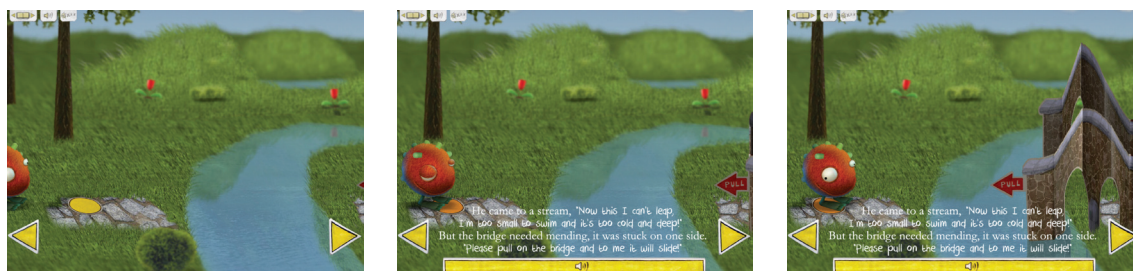 He came to a stream, "Now this I can't leap,
I'm too small to swim and it's too cold and deep!"
But the bridge needed mending, it was stuck on one side.
"Please pull on the bridge and to me it will slide!"
PULL
He came to a stream, "Now this I can't leap,
I'm too small to swim and it's too cold and deep!"
But the bridge needed mending, it was stuck on one side.
"Please pull on the bridge and to me it will slide!"
PULL